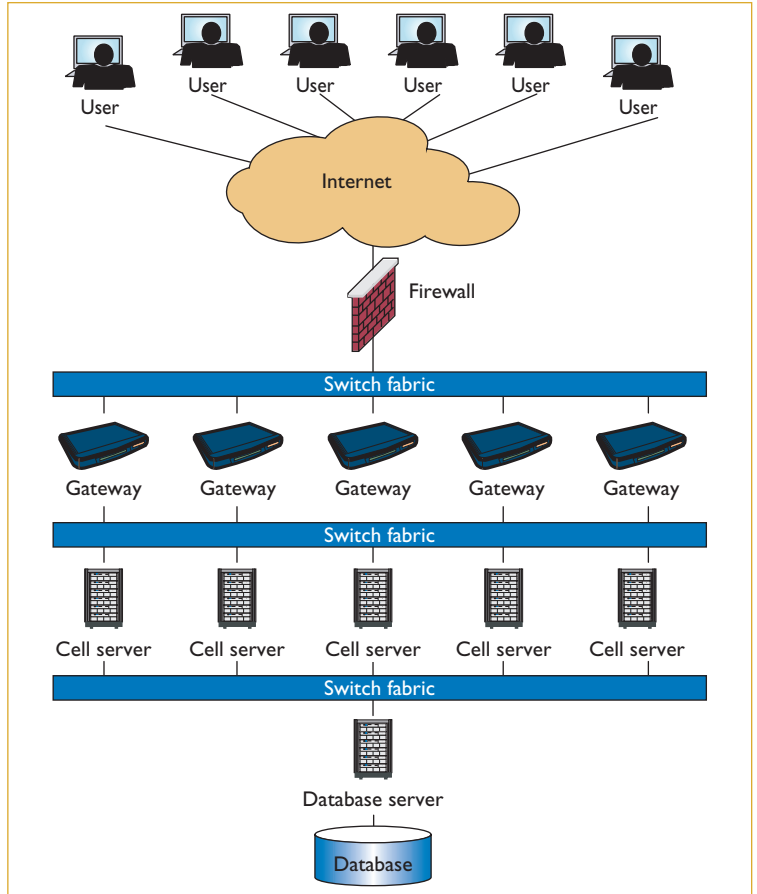 User User User User
User User
Internet
Firewall
Switch fabric
Gateway Gateway Gateway Gateway Gateway
Switch fabric
Cell server Cell server Cell server Cell server Cell server
Switch fabric
Database server
Database